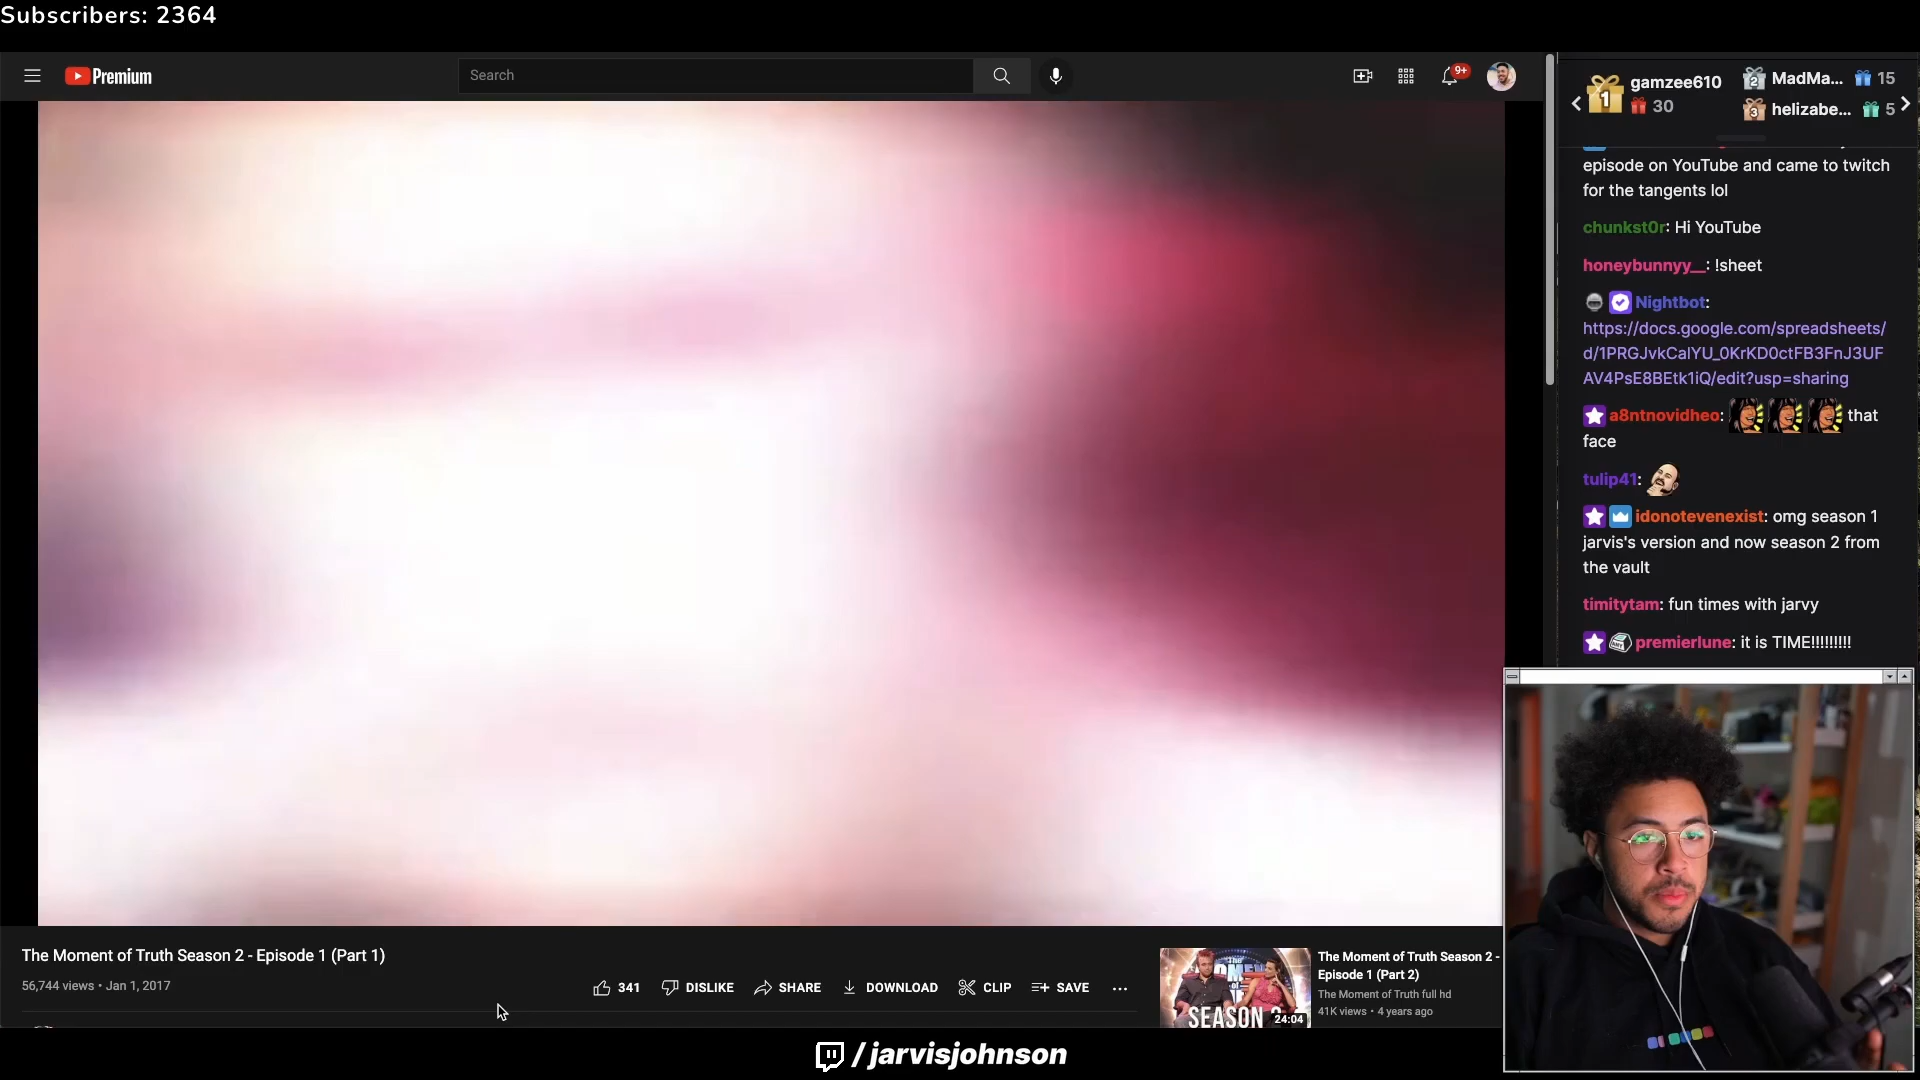 Subscribers: 2364
Premium
Search
9+
gamzee610
30
MadMa... 15
helizabe... 5
1
2
3
episode on YouTube and came to twitch
for the tangents lol
chunkst0r: Hi YouTube
honeybunnyy__: !sheet
Nightbot:
https://docs.google.com/spreadsheets/
d/1PRGJvkCalYU_0KrKD0ctFB3FnJ3UF
AV4PsE8BEtk1iQ/edit?usp=sharing
a8ntnovidheo: that
face
tulip41:
idonotevenexist: omg season 1
jarvis's version and now season 2 from
the vault
timitytam: fun times with jarvy
premierlune: it is TIME!!!!!!!!!
The Moment of Truth Season 2 - Episode 1 (Part 1)
56,744 views • Jan 1, 2017
341
DISLIKE
SHARE
DOWNLOAD
CLIP
SAVE
SEASON
24:04
The Moment of Truth Season 2 -
Episode 1 (Part 2)
The Moment of Truth full hd
41K views • 4 years ago
/jarvisjohnson